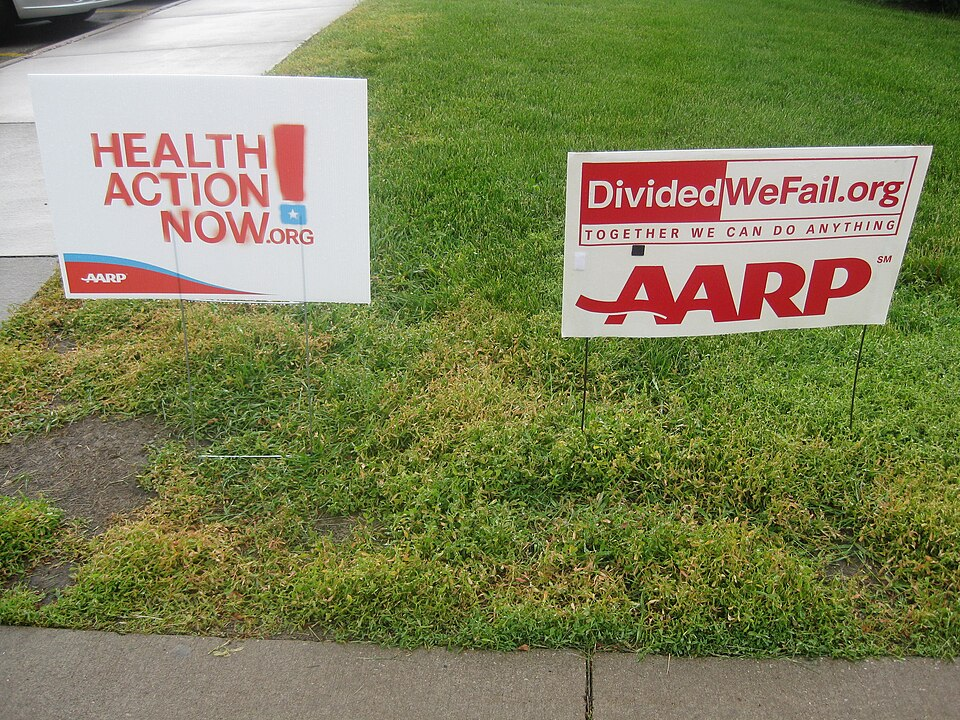 HEALTH
ACTION
NOW.ORG
AARP
DividedWeFail.org
TOGETHER WE CAN DO ANYTHING
AARP SM